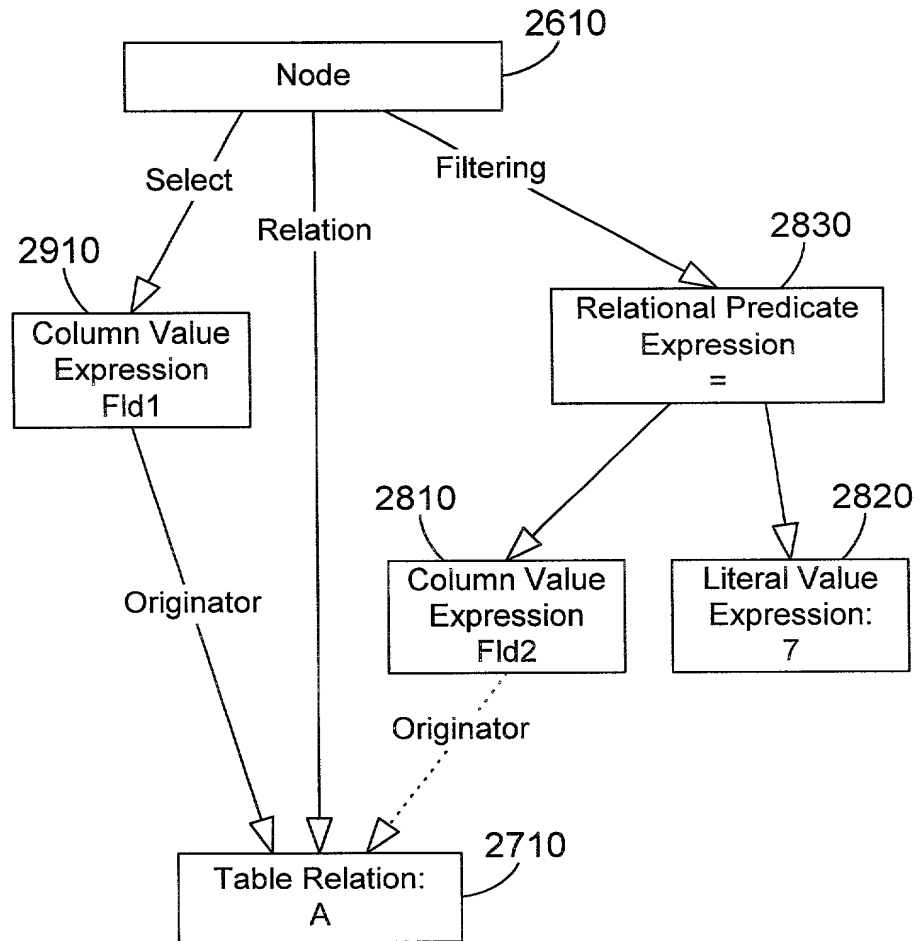 2610
Node
Select
Filtering
Relation
2910
2830
Column Value
Expression
Fld1
Relational Predicate
Expression
=
2810
2820
Column Value
Expression
Fld2
Literal Value
Expression:
7
Originator
Originator
2710
Table Relation:
A